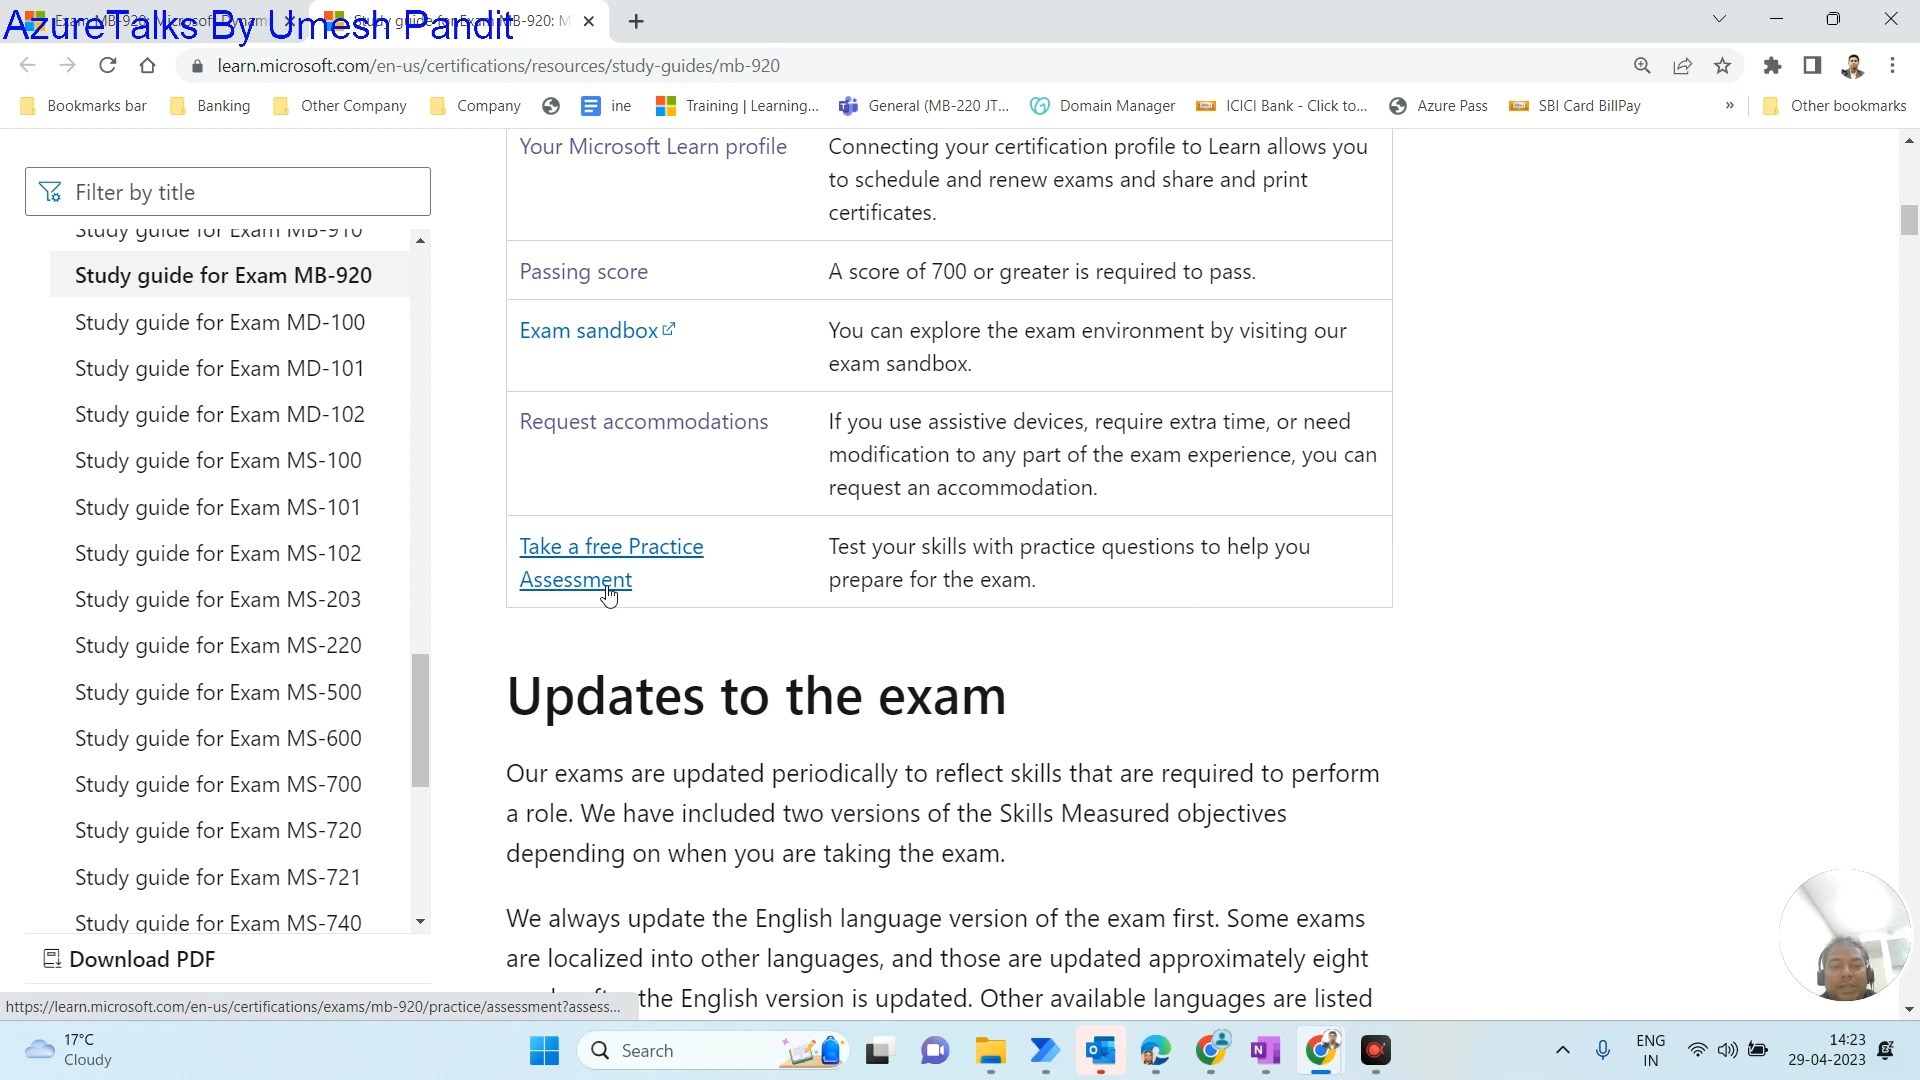 AzureTalks By Umesh Pandit
learn.microsoft.com/en-us/certifications/resources/study-guides/mb-920
Bookmarks bar
Banking
Other Company
Company
ine
Training | Learning...
General (MB-220 JT...
Domain Manager
ICICI Bank - Click to...
Azure Pass
SBI Card BillPay
»
Other bookmarks
Filter by title
Study guide for Exam MB-910
Study guide for Exam MB-920
Study guide for Exam MD-100
Study guide for Exam MD-101
Study guide for Exam MD-102
Study guide for Exam MS-100
Study guide for Exam MS-101
Study guide for Exam MS-102
Study guide for Exam MS-203
Study guide for Exam MS-220
Study guide for Exam MS-500
Study guide for Exam MS-600
Study guide for Exam MS-700
Study guide for Exam MS-720
Study guide for Exam MS-721
Study guide for Exam MS-740
Download PDF
Your Microsoft Learn profile
Connecting your certification profile to Learn allows you
to schedule and renew exams and share and print
certificates.
Passing score
A score of 700 or greater is required to pass.
Exam sandbox
You can explore the exam environment by visiting our
exam sandbox.
Request accommodations
If you use assistive devices, require extra time, or need
modification to any part of the exam experience, you can
request an accommodation.
Take a free Practice
Assessment
Test your skills with practice questions to help you
prepare for the exam.
Updates to the exam
Our exams are updated periodically to reflect skills that are required to perform
a role. We have included two versions of the Skills Measured objectives
depending on when you are taking the exam.
We always update the English language version of the exam first. Some exams
are localized into other languages, and those are updated approximately eight
the English version is updated. Other available languages are listed
https://learn.microsoft.com/en-us/certifications/exams/mb-920/practice/assessment?assess...
17°C
Cloudy
Search
ENG
IN
14:23
29-04-2023